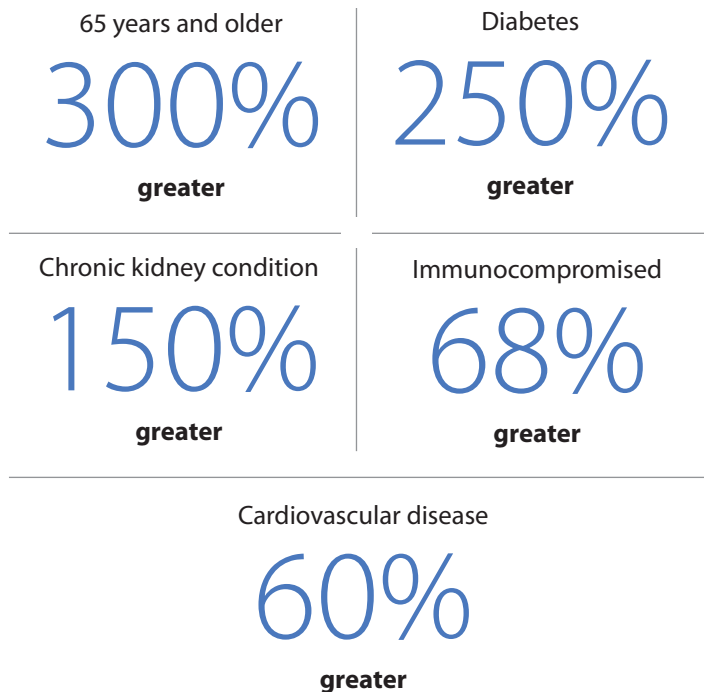 65 years and older
300%
greater
Diabetes
250%
greater
Chronic kidney condition
150%
greater
Immunocompromised
68%
greater
Cardiovascular disease
60%
greater